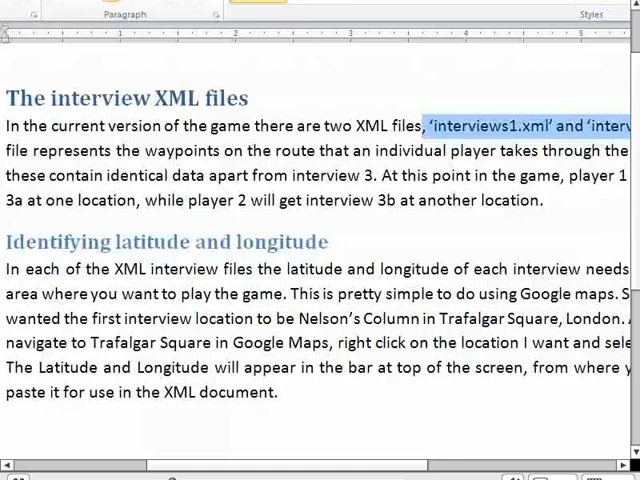 Paragraph
Styles
1
2
3
4
5
The interview XML files
In the current version of the game there are two XML files, ‘interviews1.xml’ and ‘interv
file represents the waypoints on the route that an individual player takes through the
these contain identical data apart from interview 3. At this point in the game, player 1
3a at one location, while player 2 will get interview 3b at another location.
Identifying latitude and longitude
In each of the XML interview files the latitude and longitude of each interview needs
area where you want to play the game. This is pretty simple to do using Google maps. S
wanted the first interview location to be Nelson’s Column in Trafalgar Square, London.
navigate to Trafalgar Square in Google Maps, right click on the location I want and sele
The Latitude and Longitude will appear in the bar at top of the screen, from where y
paste it for use in the XML document.